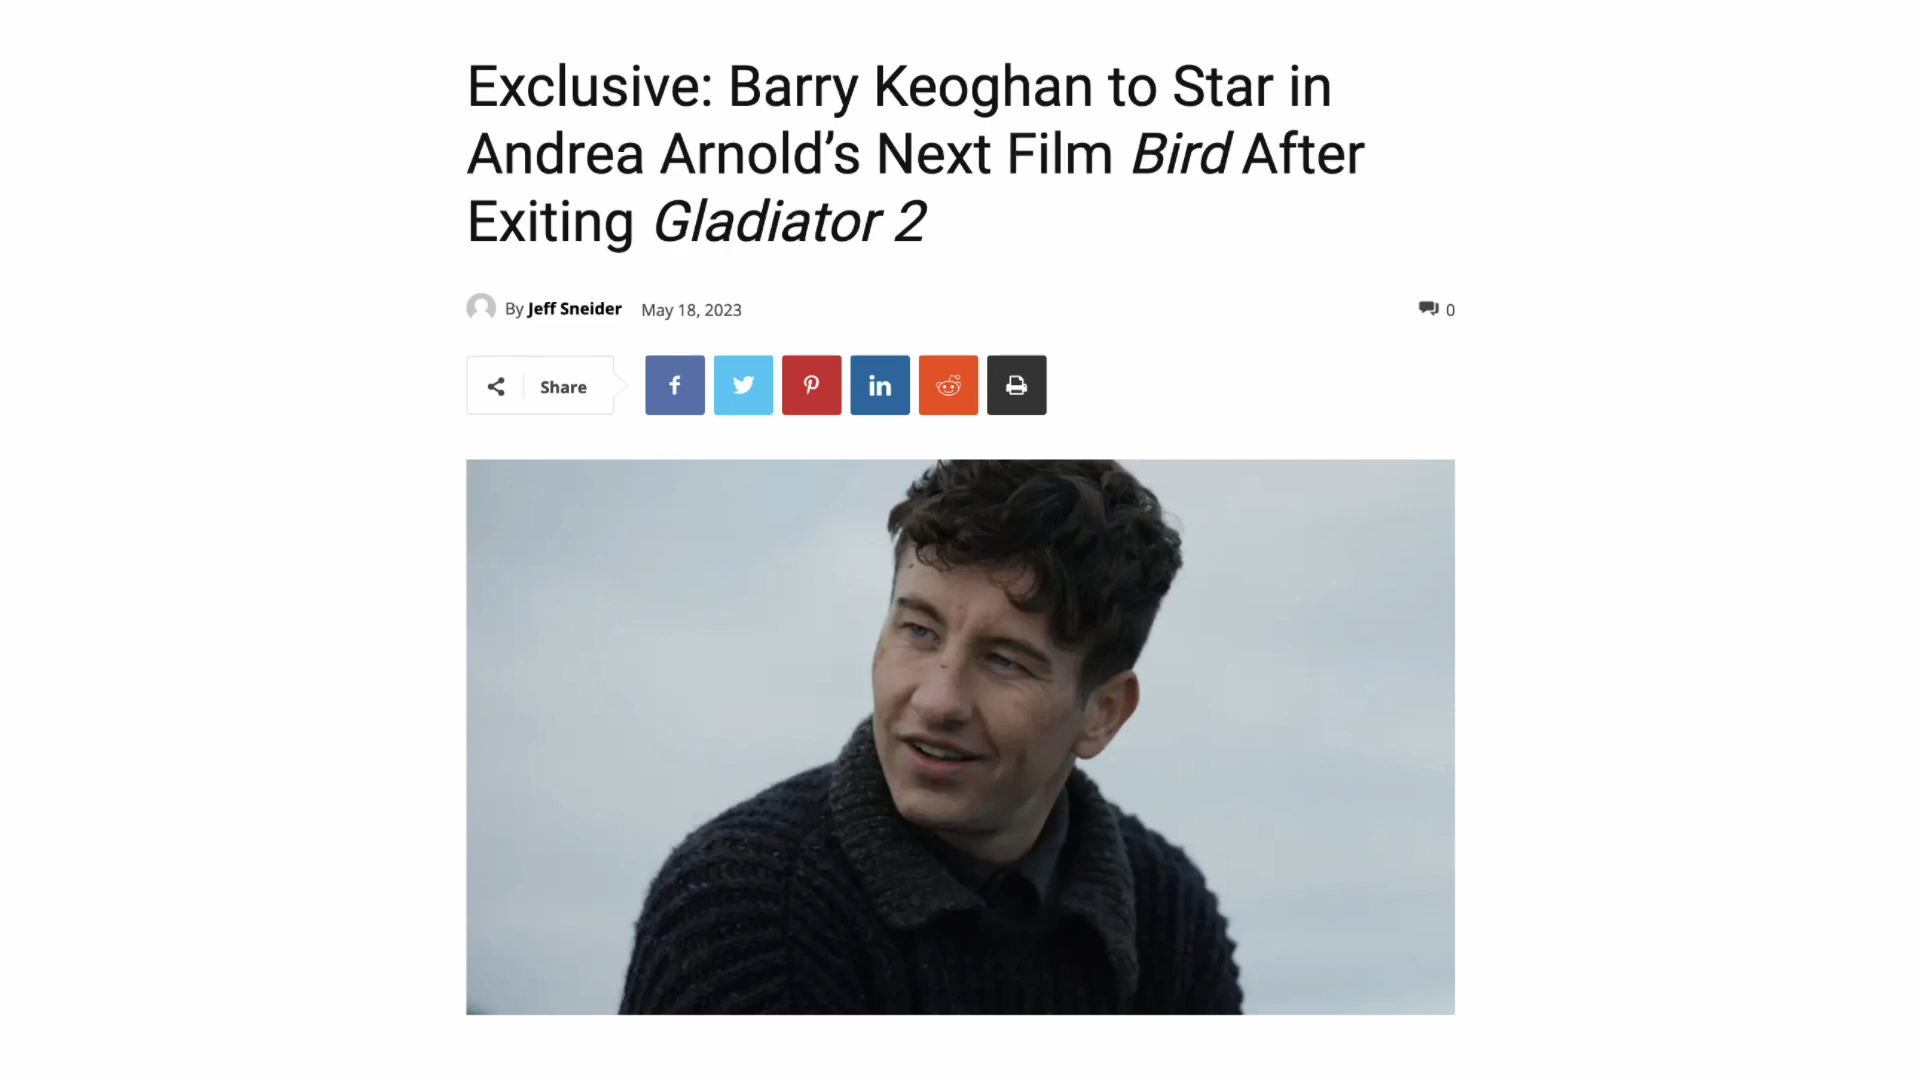 Exclusive: Barry Keoghan to Star in
Andrea Arnold’s Next Film Bird After
Exiting Gladiator 2
By Jeff Sneider May 18, 2023 0
Share f in